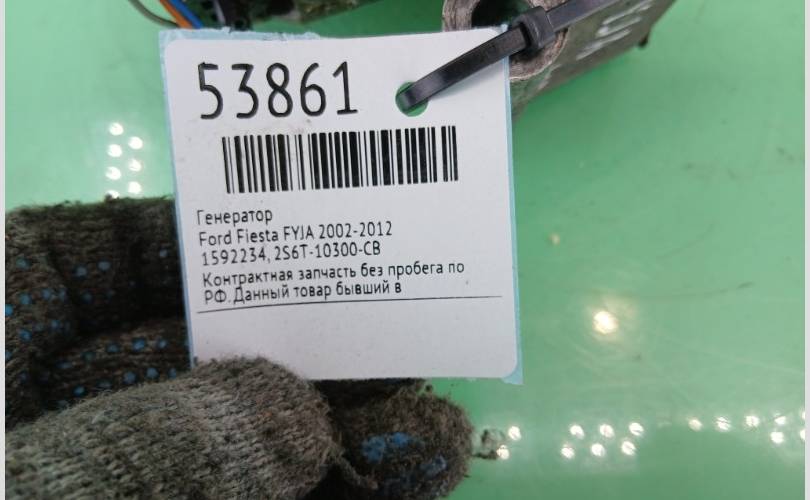 53861
Генератор
Ford Fiesta FYJA 2002-2012
1592234, 2S6T-10300-CB
Контрактная запчасть без пробега по
РФ. Данный товар бывший в